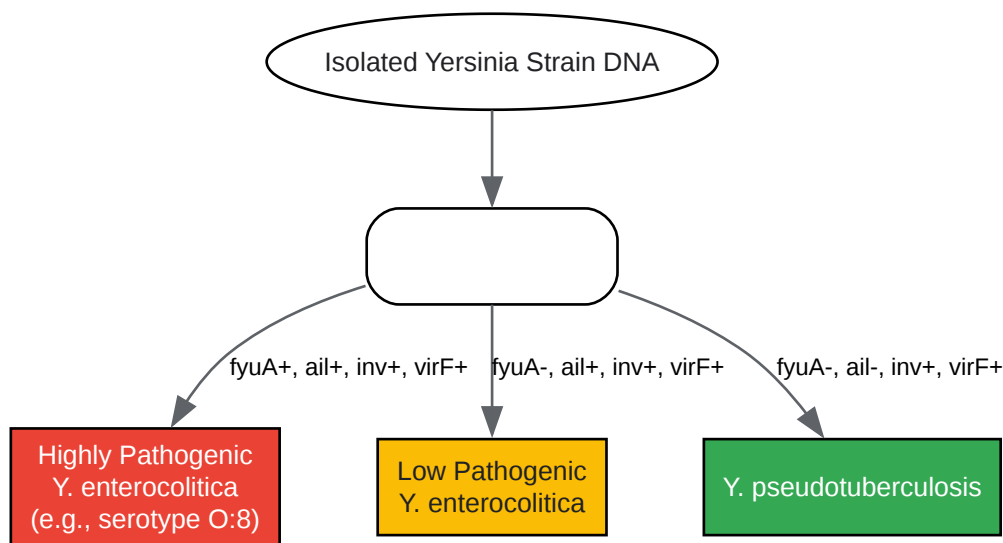 Isolated Yersinia Strain DNA
fyuA+, ail+, inv+, virF+
fyuA-, ail+, inv+, virF+
fyuA-, ail-, inv+, virF+
Highly Pathogenic
Y. enterocolitica
(e.g., serotype O:8)
Low Pathogenic
Y. enterocolitica
Y. pseudotuberculosis